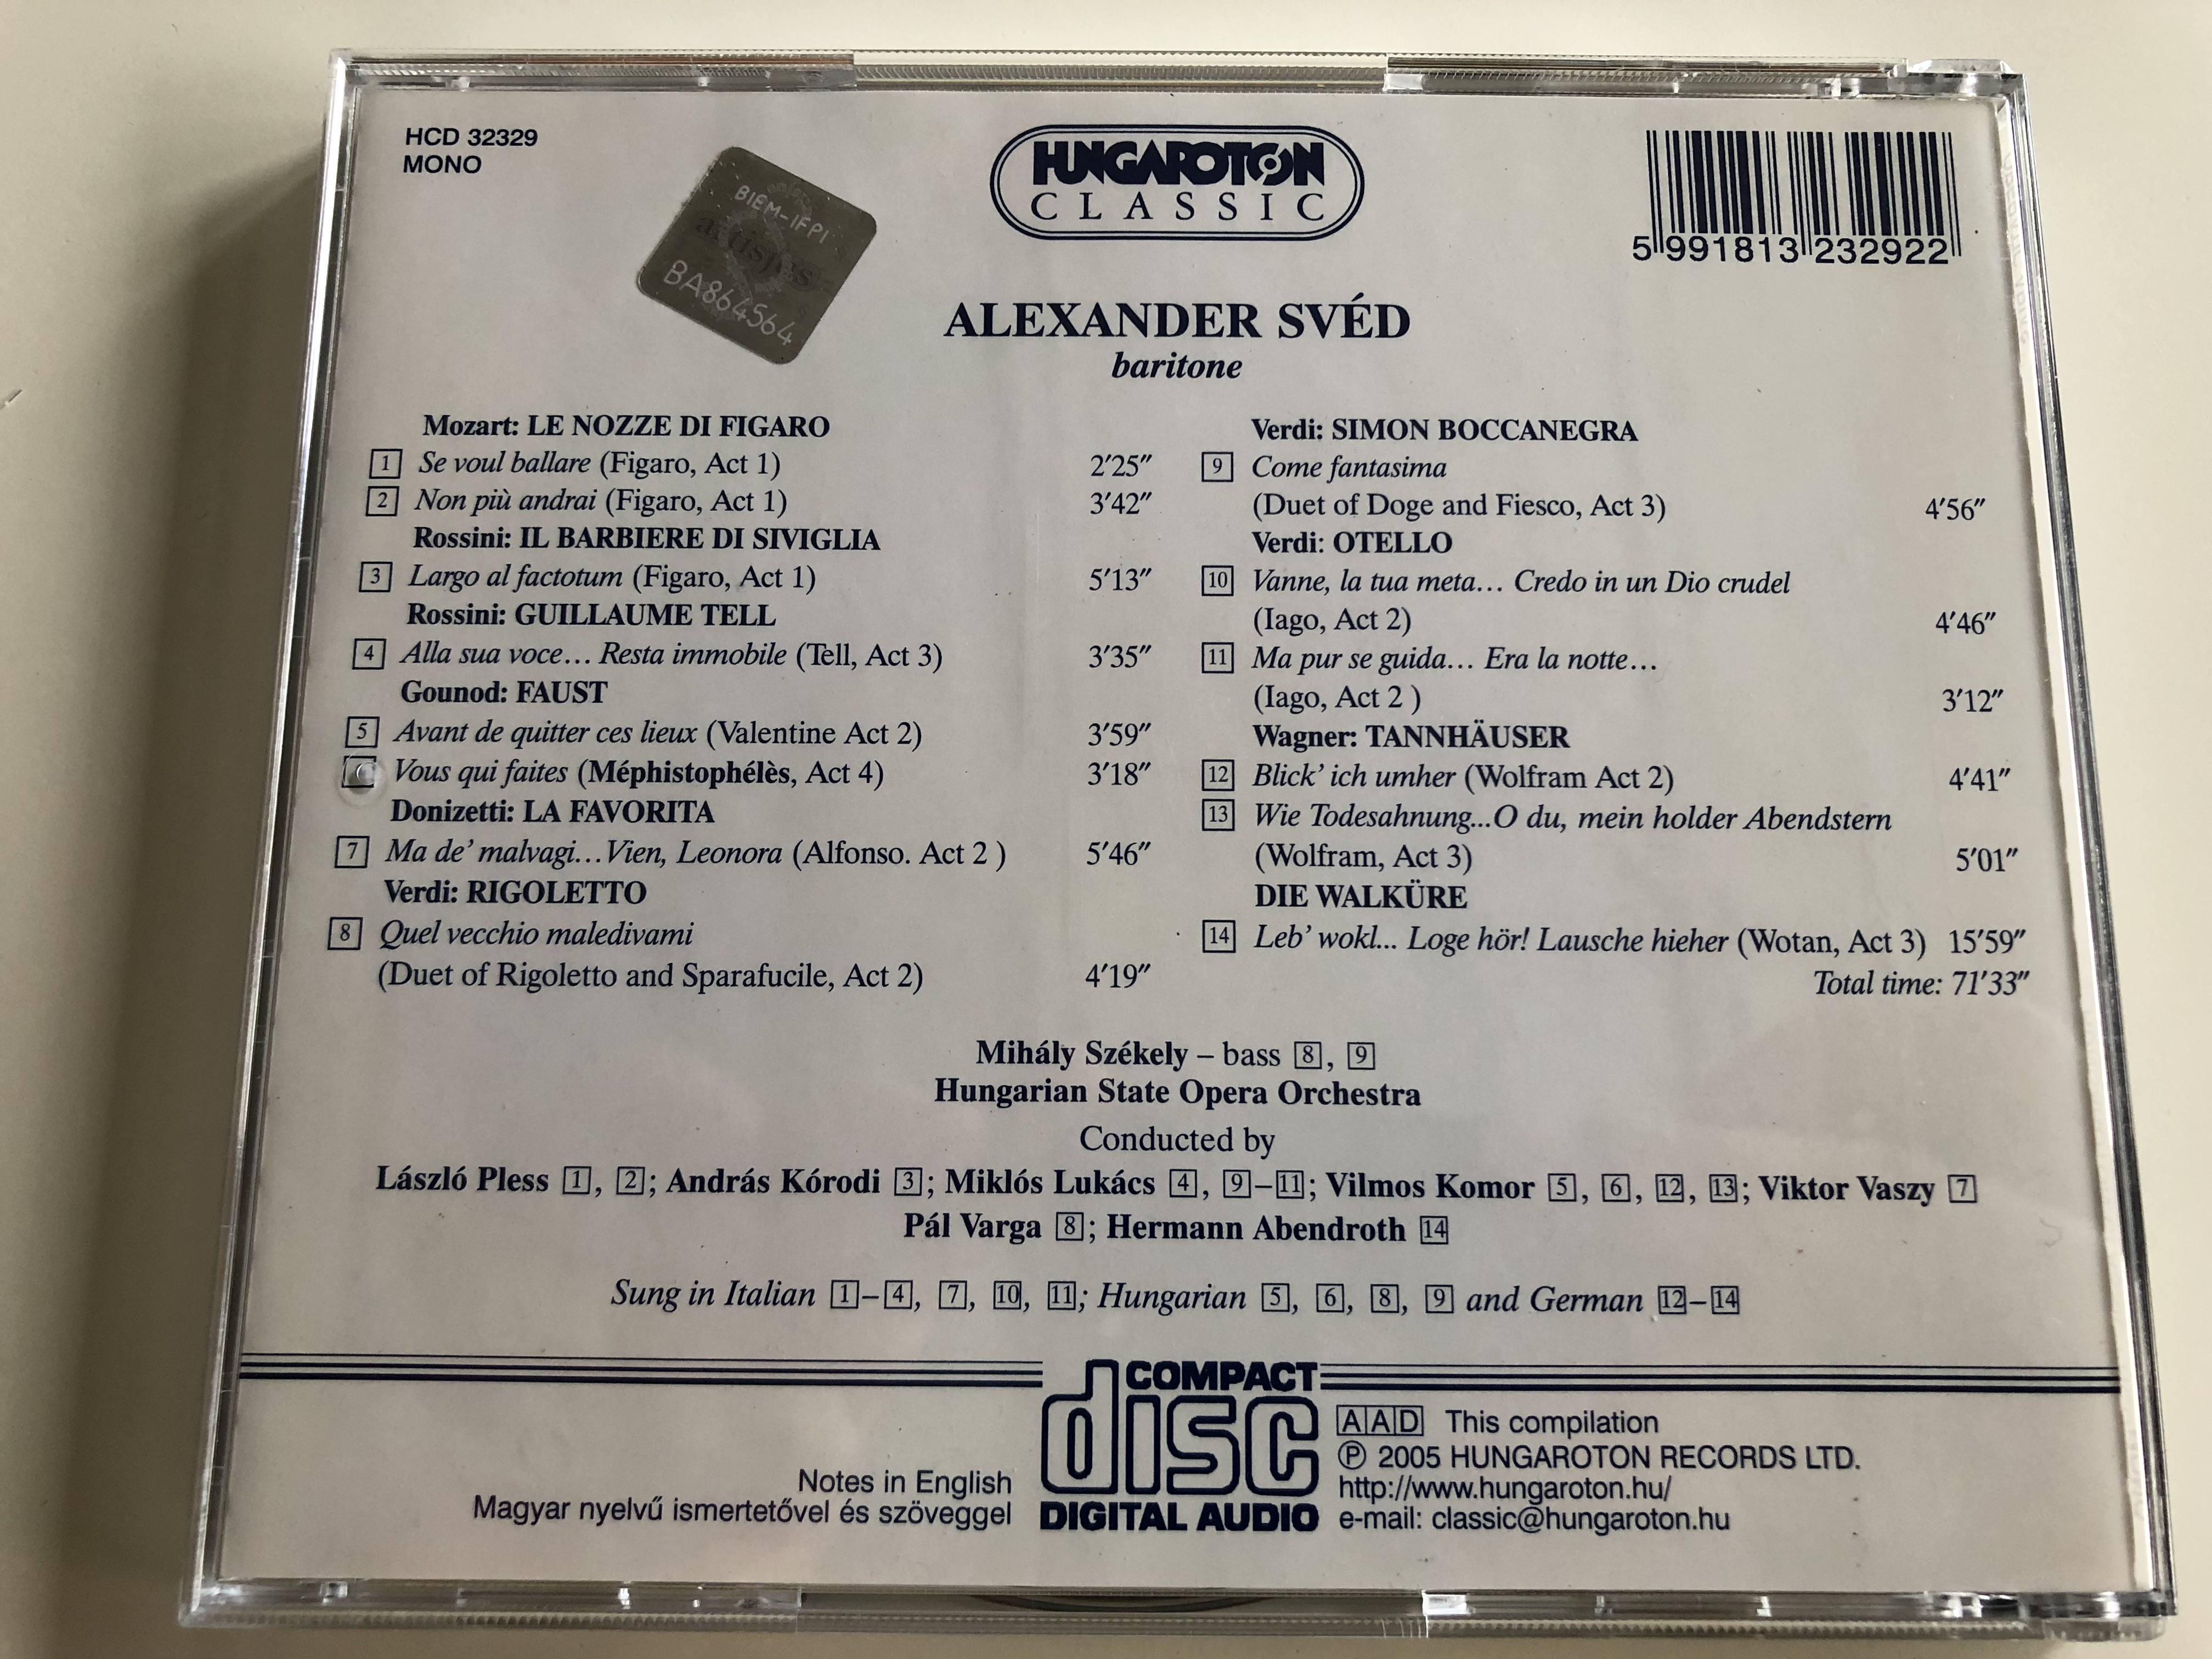 HCD 32329
MONO
BIEM-IFPI
artisjus
BA864564
HUNGAROTON
CLASSIC
5 991813 232922
ALEXANDER SVÉD
baritone
Mozart: LE NOZZE DI FIGARO
1 Se voul ballare (Figaro, Act 1) 2'25"
2 Non più andrai (Figaro, Act 1) 3'42"
Rossini: IL BARBIERE DI SIVIGLIA
3 Largo al factotum (Figaro, Act 1) 5'13"
Rossini: GUILLAUME TELL
4 Alla sua voce... Resta immobile (Tell, Act 3) 3'35"
Gounod: FAUST
5 Avant de quitter ces lieux (Valentine Act 2) 3'59"
Vous qui faites (Méphistophélès, Act 4) 3'18"
Donizetti: LA FAVORITA
7 Ma de' malvagi...Vien, Leonora (Alfonso. Act 2 ) 5'46"
Verdi: RIGOLETTO
8 Quel vecchio maledivami
(Duet of Rigoletto and Sparafucile, Act 2) 4'19"
Verdi: SIMON BOCCANEGRA
9 Come fantasima
(Duet of Doge and Fiesco, Act 3) 4'56"
Verdi: OTELLO
10 Vanne, la tua meta... Credo in un Dio crudel
(Iago, Act 2) 4'46"
11 Ma pur se guida... Era la notte...
(Iago, Act 2 ) 3'12"
Wagner: TANNHÄUSER
12 Blick' ich umher (Wolfram Act 2) 4'41"
13 Wie Todesahnung...O du, mein holder Abendstern
(Wolfram, Act 3) 5'01"
DIE WALKÜRE
14 Leb' wokl... Loge hör! Lausche hieher (Wotan, Act 3) 15'59"
Total time: 71'33"
Mihály Székely – bass 8, 9
Hungarian State Opera Orchestra
Conducted by
László Pless 1, 2; András Kórodi 3; Miklós Lukács 4, 9–11; Vilmos Komor 5, 6, 12, 13; Viktor Vaszy 7
Pál Varga 8; Hermann Abendroth 14
Sung in Italian 1–4, 7, 10, 11; Hungarian 5, 6, 8, 9 and German 12–14
COMPACT
disc
DIGITAL AUDIO
Notes in English
Magyar nyelvű ismertetővel és szöveggel
AAD This compilation
Ⓟ 2005 HUNGAROTON RECORDS LTD.
http://www.hungaroton.hu/
e-mail: classic@hungaroton.hu